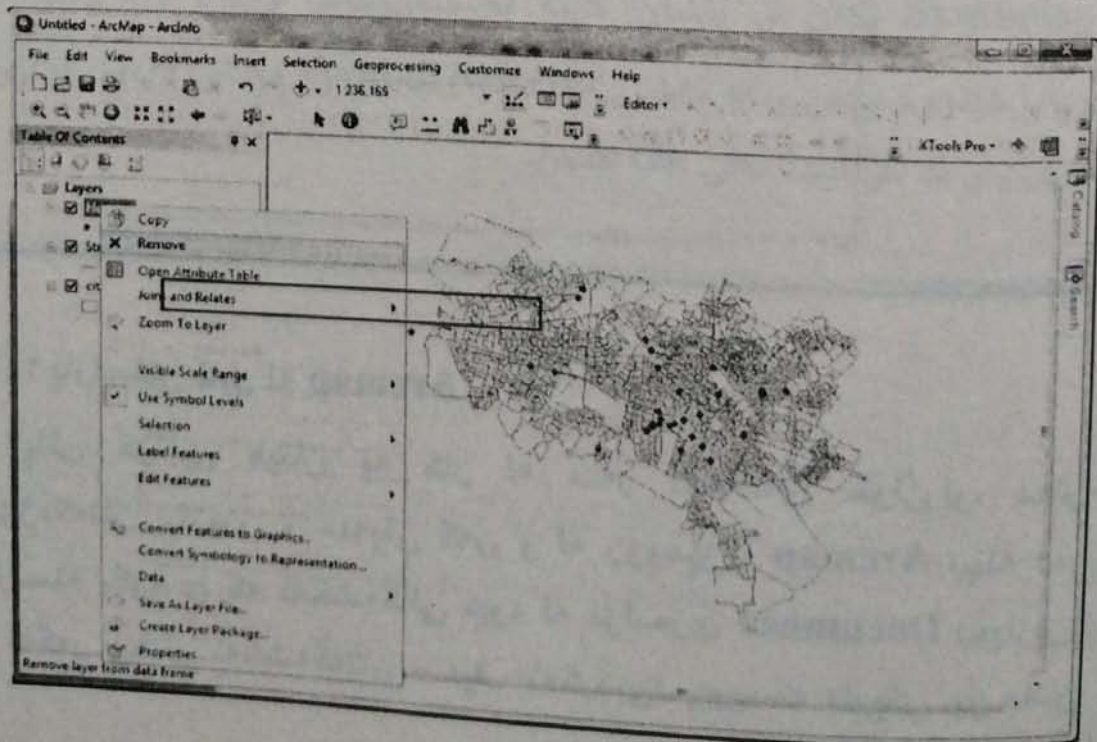 Untitled - ArcMap - ArcInfo
File Edit View Bookmarks Insert Selection Geoprocessing Customize Windows Help
1:236,165
Editor
XTools Pro
Table Of Contents
Layers
Catalog
Search
Copy
Remove
Open Attribute Table
Join and Relates
Zoom To Layer
Visible Scale Range
Use Symbol Levels
Selection
Label Features
Edit Features
Convert Features to Graphics...
Convert Symbology to Representation...
Data
Save As Layer File...
Create Layer Package...
Properties...
Remove layer from data frame